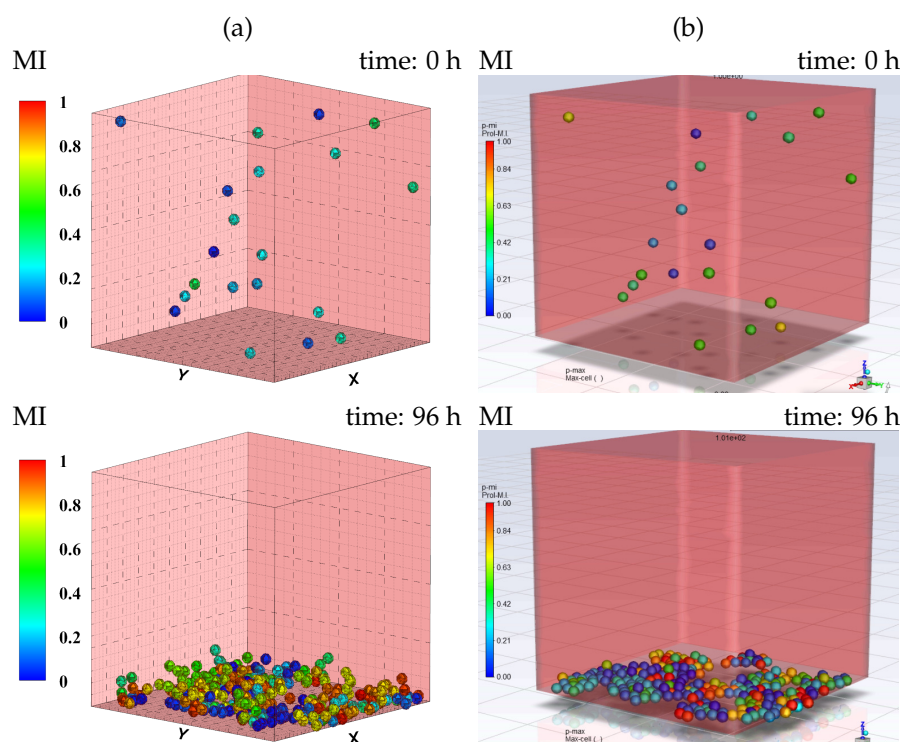 (a)
(b)
MI
time: 0 h
MI
time: 0 h
1
0.8
0.6
0.4
0.2
0
Y
X
p-mi
Prol-M.I.
1.00
0.84
0.63
0.42
0.21
0.00
p-max
Max-cell ( )
Z
X
MI
time: 96 h
MI
time: 96 h
1
0.8
0.6
0.4
0.2
0
Y
X
1.01e+02
p-mi
Prol-M.I.
1.00
0.84
0.63
0.42
0.21
0.00
p-max
Max-cell ( )
Z